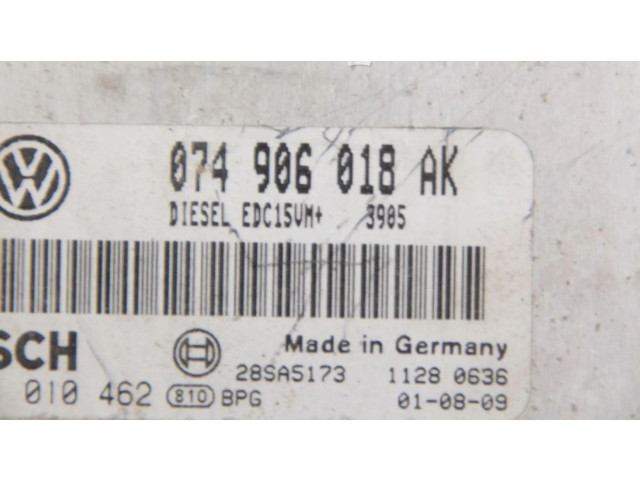 074 906 018 AK
DIESEL EDC15VM+ 3905
SCH Made in Germany
28SA5173 1128 0636
010 462 810 BPG 01-08-09